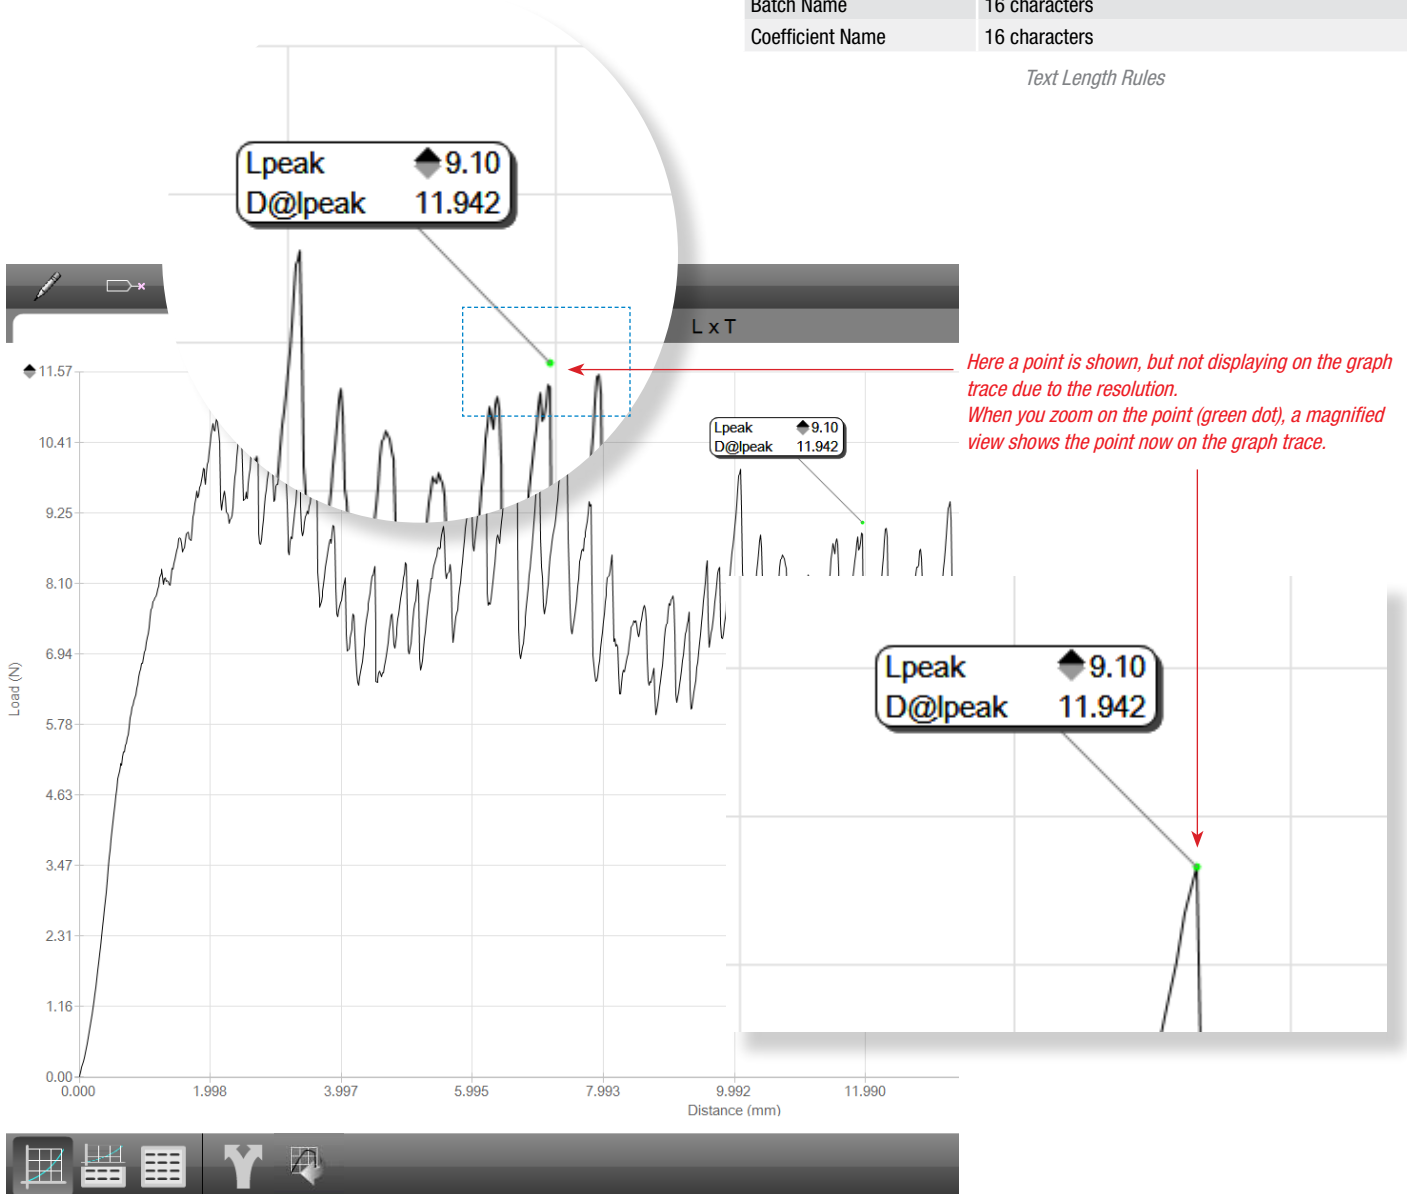 Batch Name 16 characters
Coefficient Name 16 characters
Text Length Rules
Lpeak 9.10
D@lpeak 11.942
L x T
Here a point is shown, but not displaying on the graph
trace due to the resolution.
When you zoom on the point (green dot), a magnified
view shows the point now on the graph trace.
11.57
10.41
9.25
8.10
6.94
5.78
4.63
3.47
2.31
1.16
0.00
Load (N)
Lpeak 9.10
D@lpeak 11.942
Lpeak 9.10
D@lpeak 11.942
0.000 1.998 3.997 5.995 7.993 9.992 11.990
Distance (mm)